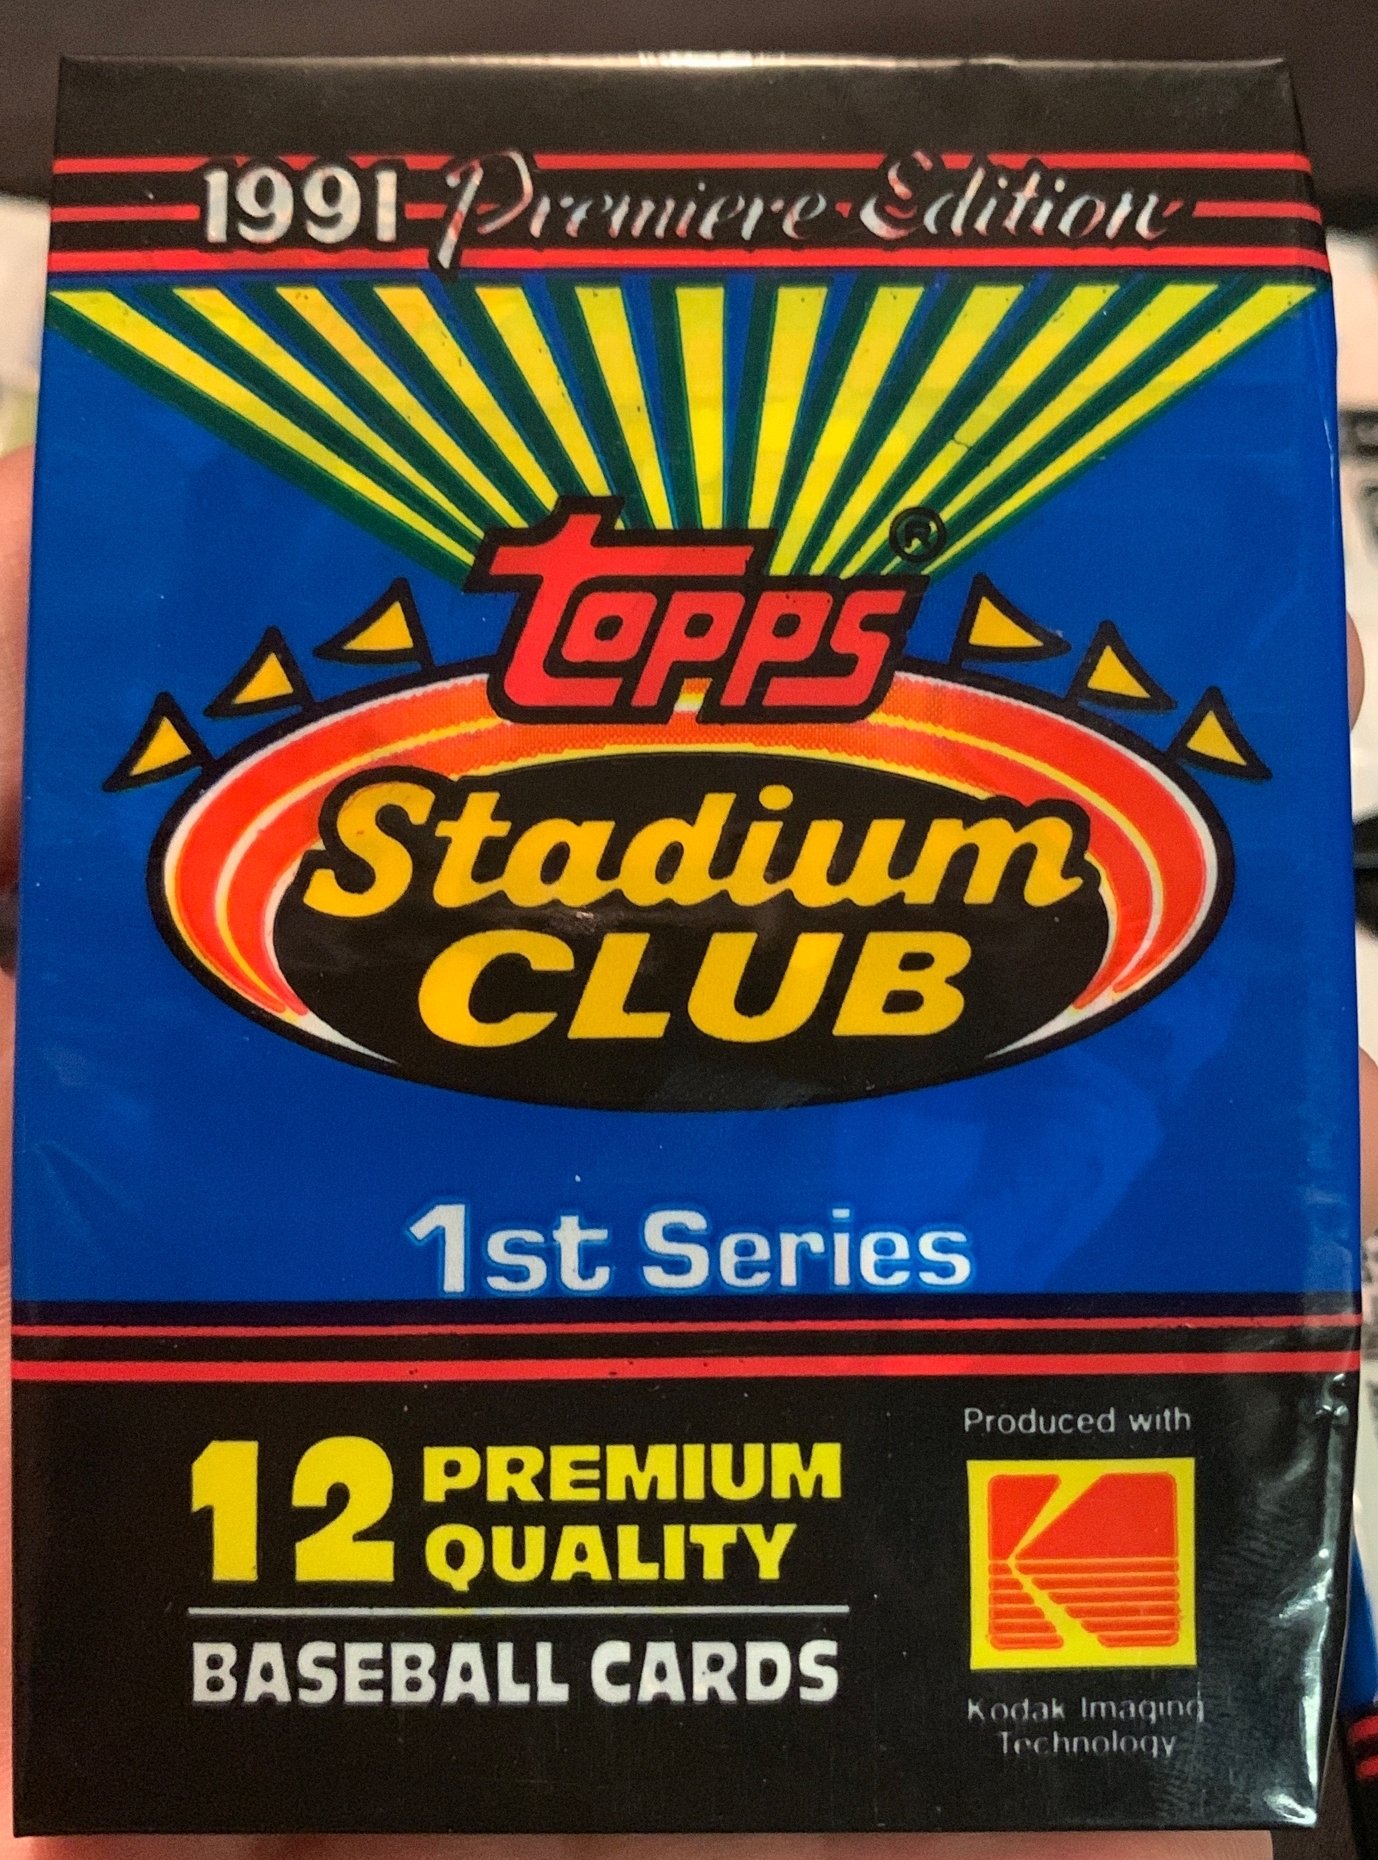 1991 Premiere Edition
topps ®
Stadium
CLUB
1st Series
12 PREMIUM
QUALITY
BASEBALL CARDS
Produced with
Kodak Imaging
Technology